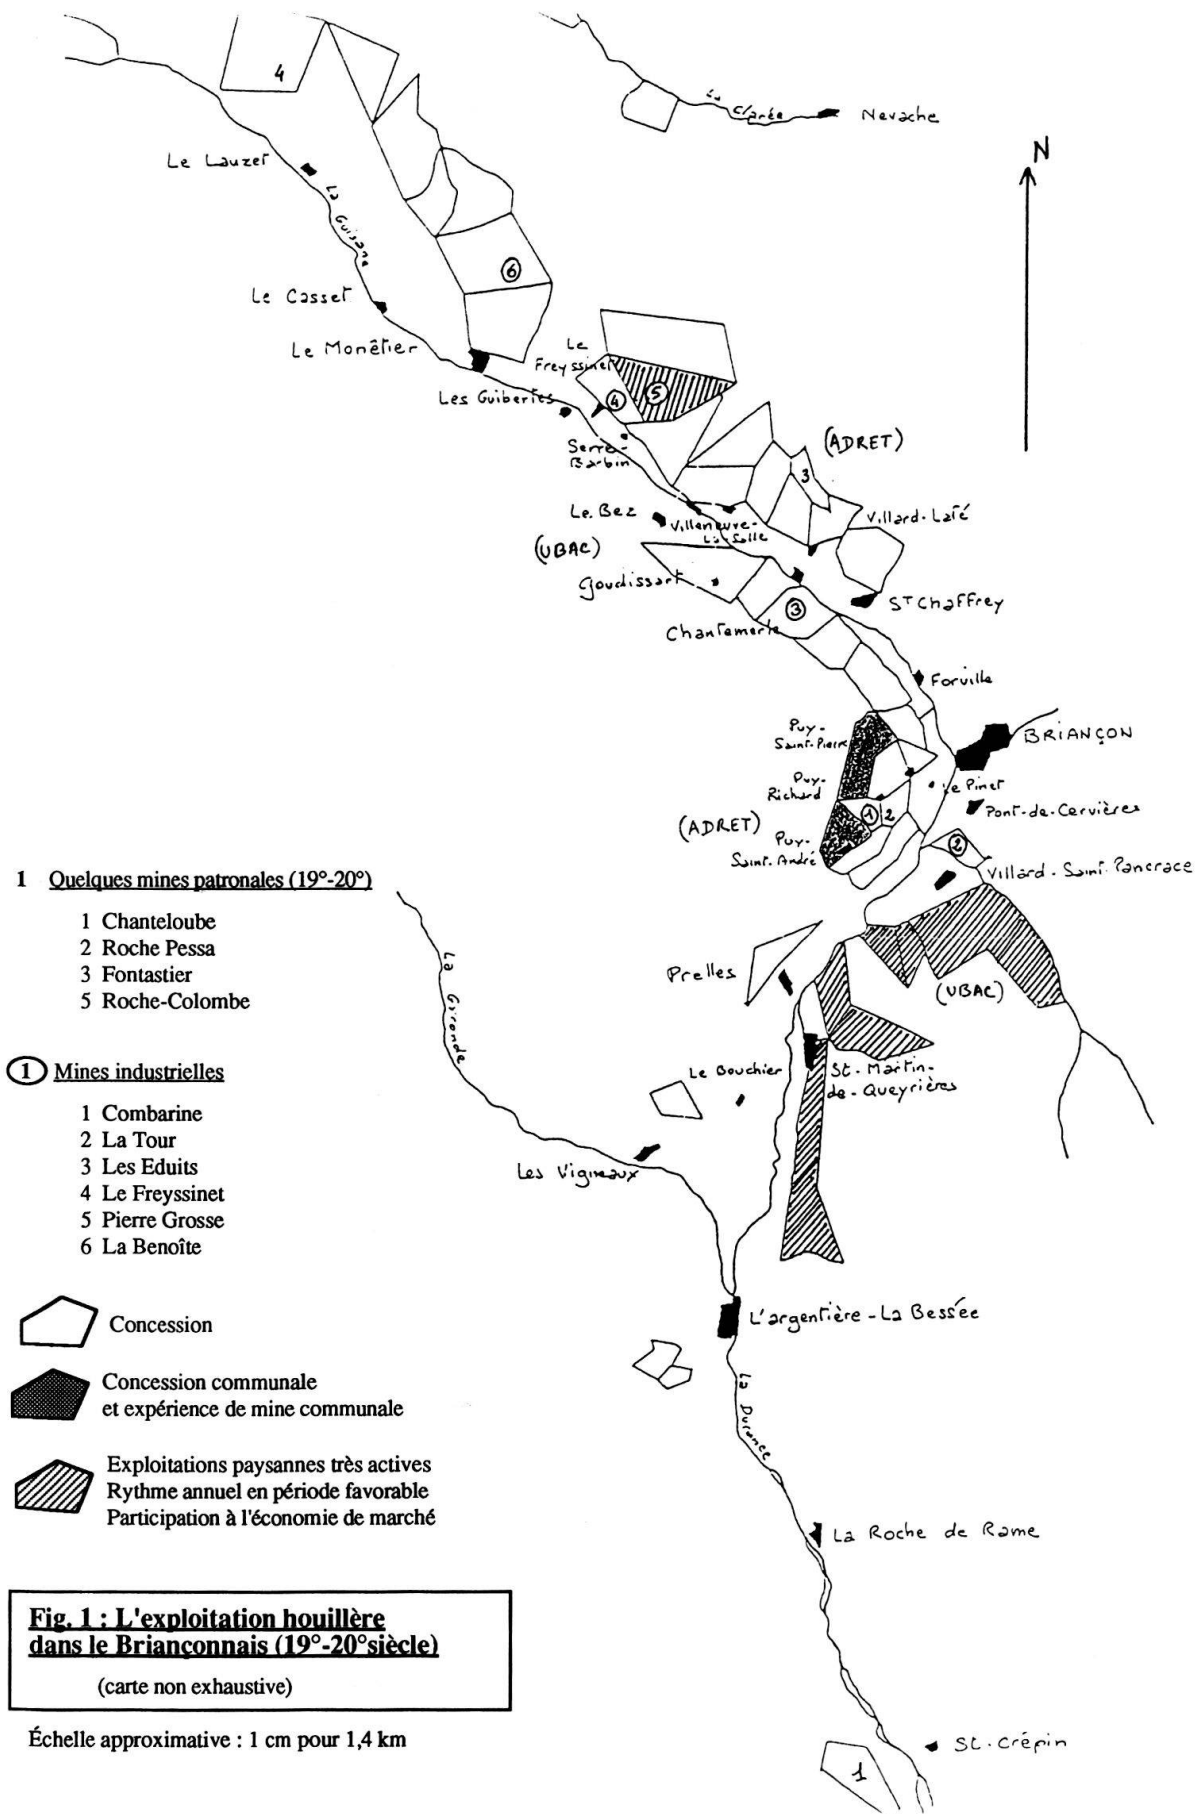 4
La Clarée
Nevache
N
Le Lauzet
La Guisane
6
Le Casset
Le Monêtier
Le
Freyssinet
Les Guibertes
4
5
Serre-
Barbin
(ADRET)
3
Le Bez
Villeneuve-
La Salle
Villard-Laté
(UBAC)
Goudissart
ST Chaffrey
3
Chantemerle
Forville
Puy-
Saint-Pierre
BRIANÇON
Puy-
Richard
Le Pinet
Pont-de-Cervières
(ADRET)
1
2
Puy-
Saint-André
2
Villard-Saint-Pancrace
1 Quelques mines patronales (19°-20°)
1 Chanteloube
2 Roche Pessa
3 Fontastier
5 Roche-Colombe
La Gironde
Prelles
(UBAC)
1 Mines industrielles
1 Combarine
2 La Tour
3 Les Eduits
4 Le Freyssinet
5 Pierre Grosse
6 La Benoîte
Le Bouchier
St-Martin-
de-Queyrières
Les Vigneaux
Concession
L'argentière-La Bessée
Concession communale
et expérience de mine communale
La Durance
Exploitations paysannes très actives
Rythme annuel en période favorable
Participation à l'économie de marché
La Roche de Rame
Fig. 1 : L'exploitation houillère
dans le Briançonnais (19°-20°siècle)
(carte non exhaustive)
Échelle approximative : 1 cm pour 1,4 km
St-Crépin
1